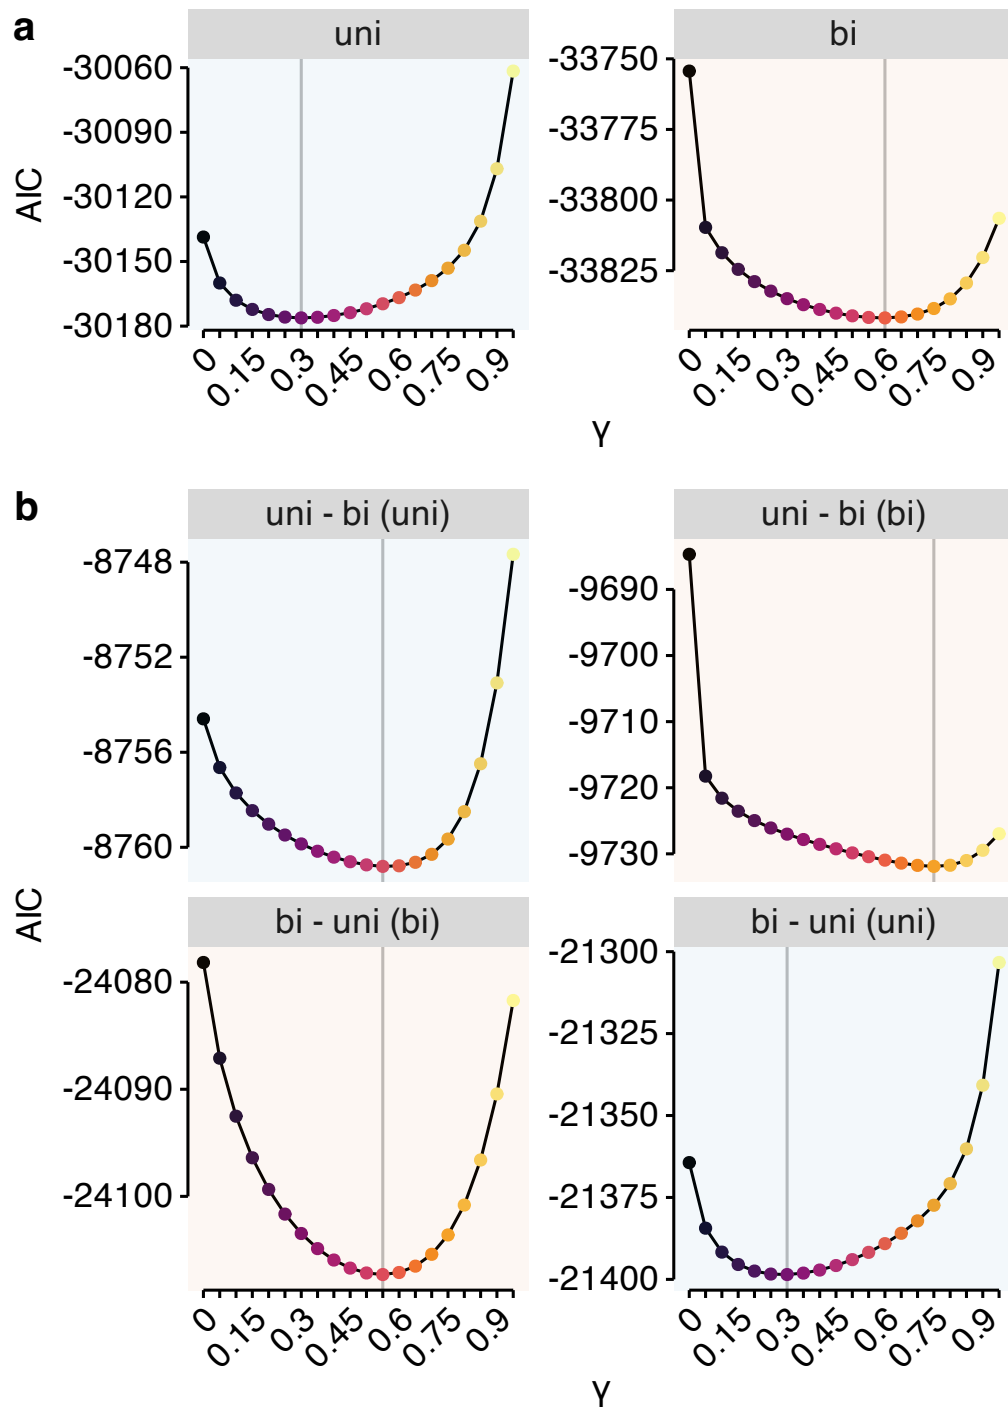 a
uni
bi
AIC
-30060
-30090
-30120
-30150
-30180
-33750
-33775
-33800
-33825
0 0.15 0.3 0.45 0.6 0.75 0.9
0 0.15 0.3 0.45 0.6 0.75 0.9
γ
b
uni - bi (uni)
uni - bi (bi)
-8748
-8752
-8756
-8760
-9690
-9700
-9710
-9720
-9730
AIC
bi - uni (bi)
bi - uni (uni)
-24080
-24090
-24100
-21300
-21325
-21350
-21375
-21400
0 0.15 0.3 0.45 0.6 0.75 0.9
0 0.15 0.3 0.45 0.6 0.75 0.9
γ